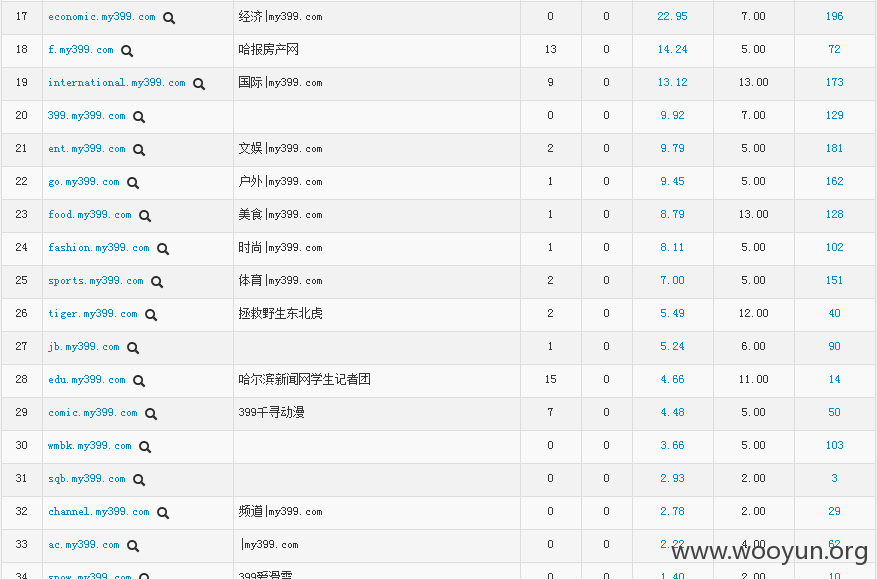 17 economic.my399.com 经济|my399.com 0 0 22.95 7.00 196
18 f.my399.com 哈报房产网 13 0 14.24 5.00 72
19 international.my399.com 国际|my399.com 9 0 13.12 13.00 173
20 399.my399.com 0 0 9.92 7.00 129
21 ent.my399.com 文娱|my399.com 2 0 9.79 5.00 181
22 go.my399.com 户外|my399.com 1 0 9.45 5.00 162
23 food.my399.com 美食|my399.com 1 0 8.79 13.00 128
24 fashion.my399.com 时尚|my399.com 1 0 8.11 5.00 102
25 sports.my399.com 体育|my399.com 2 0 7.00 5.00 151
26 tiger.my399.com 拯救野生东北虎 2 0 5.49 12.00 40
27 jb.my399.com 1 0 5.24 6.00 90
28 edu.my399.com 哈尔滨新闻网学生记者团 15 0 4.66 11.00 14
29 comic.my399.com 399千寻动漫 7 0 4.48 5.00 50
30 wmbk.my399.com 0 0 3.66 5.00 103
31 sqb.my399.com 0 0 2.93 2.00 3
32 channel.my399.com 频道|my399.com 0 0 2.78 2.00 29
33 ac.my399.com |my399.com 0 0 2.22 4.00 62
www.wooyun.org
34 snow.my399.com 399爱滑雪 0 0 1.40 2.00 10